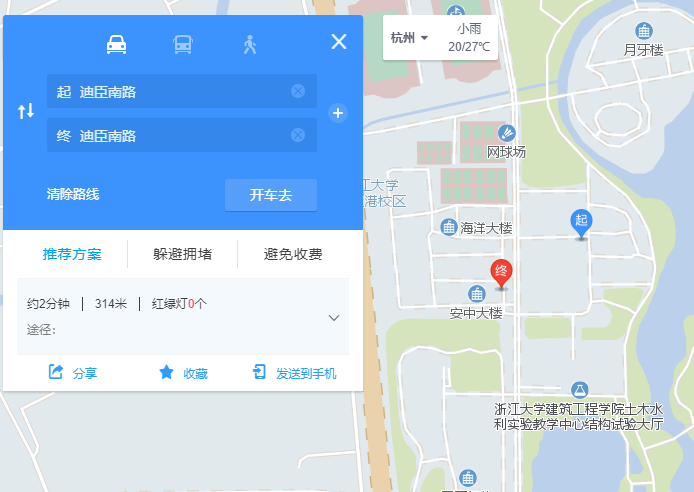 起 迪臣南路
终 迪臣南路
清除路线
开车去
推荐方案
躲避拥堵
避免收费
约2分钟 | 314米 | 红绿灯0个
途径：
分享
收藏
发送到手机
杭州
小雨
20/27℃
月牙楼
网球场
江大学
港校区
海洋大楼
起
终
安中大楼
浙江大学建筑工程学院土木水
利实验教学中心结构试验大厅